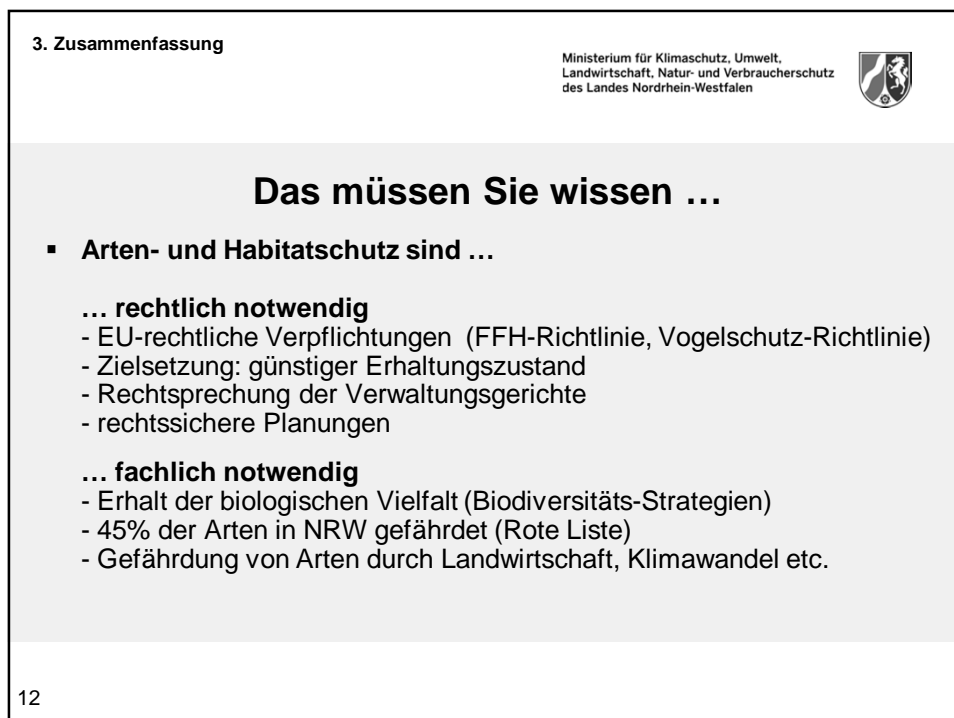 3. Zusammenfassung
Ministerium für Klimaschutz, Umwelt,
Landwirtschaft, Natur- und Verbraucherschutz
des Landes Nordrhein-Westfalen
Das müssen Sie wissen …
▪ Arten- und Habitatschutz sind …
… rechtlich notwendig
- EU-rechtliche Verpflichtungen (FFH-Richtlinie, Vogelschutz-Richtlinie)
- Zielsetzung: günstiger Erhaltungszustand
- Rechtsprechung der Verwaltungsgerichte
- rechtssichere Planungen
… fachlich notwendig
- Erhalt der biologischen Vielfalt (Biodiversitäts-Strategien)
- 45% der Arten in NRW gefährdet (Rote Liste)
- Gefährdung von Arten durch Landwirtschaft, Klimawandel etc.
12